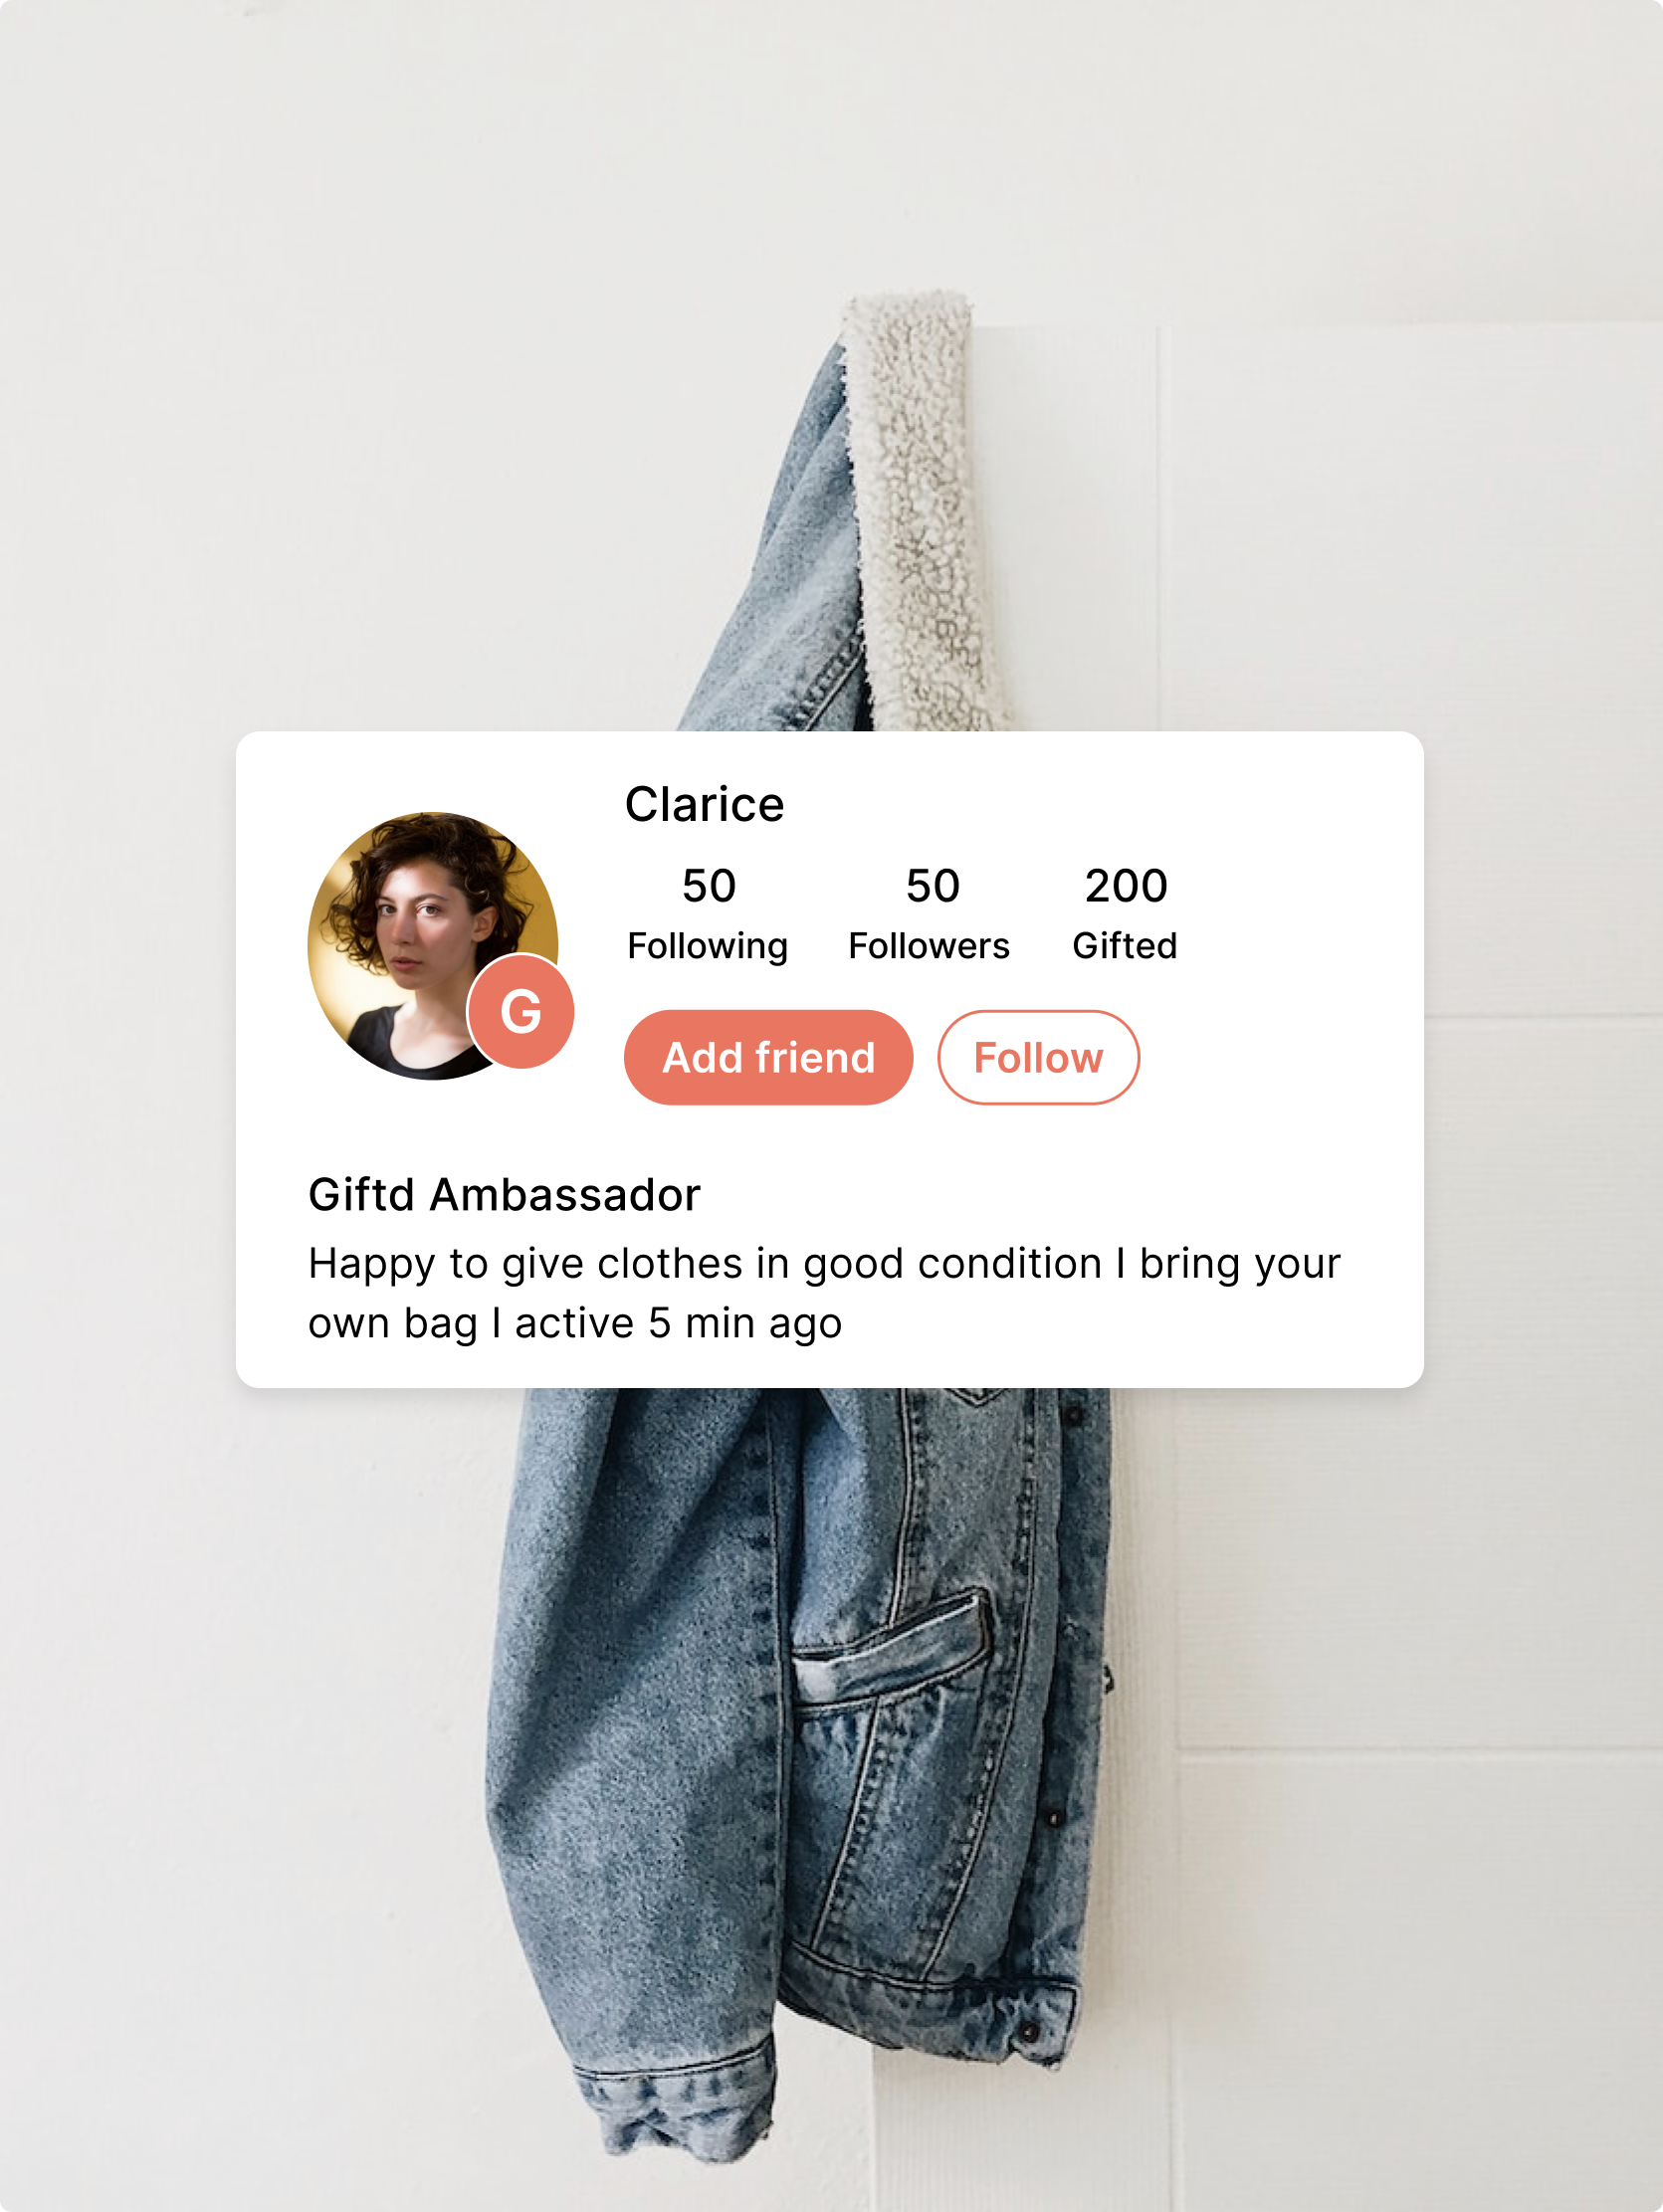 Clarice
50 50 200
Following Followers Gifted
G
Add friend Follow
Giftd Ambassador
Happy to give clothes in good condition I bring your
own bag I active 5 min ago